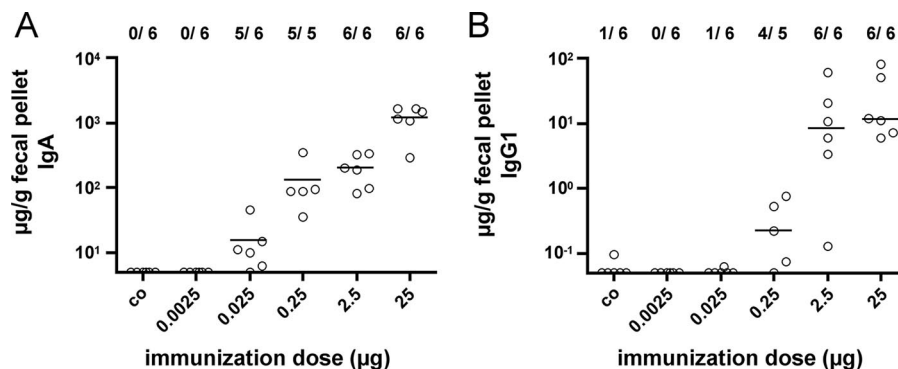 A
0/ 6 0/ 6 5/ 6 5/ 5 6/ 6 6/ 6
µg/g fecal pellet
IgA
10⁴
10³
10²
10¹
co 0.0025 0.025 0.25 2.5 25
immunization dose (µg)
B
1/ 6 0/ 6 1/ 6 4/ 5 6/ 6 6/ 6
µg/g fecal pellet
IgG1
10²
10¹
10⁰
10⁻¹
co 0.0025 0.025 0.25 2.5 25
immunization dose (µg)